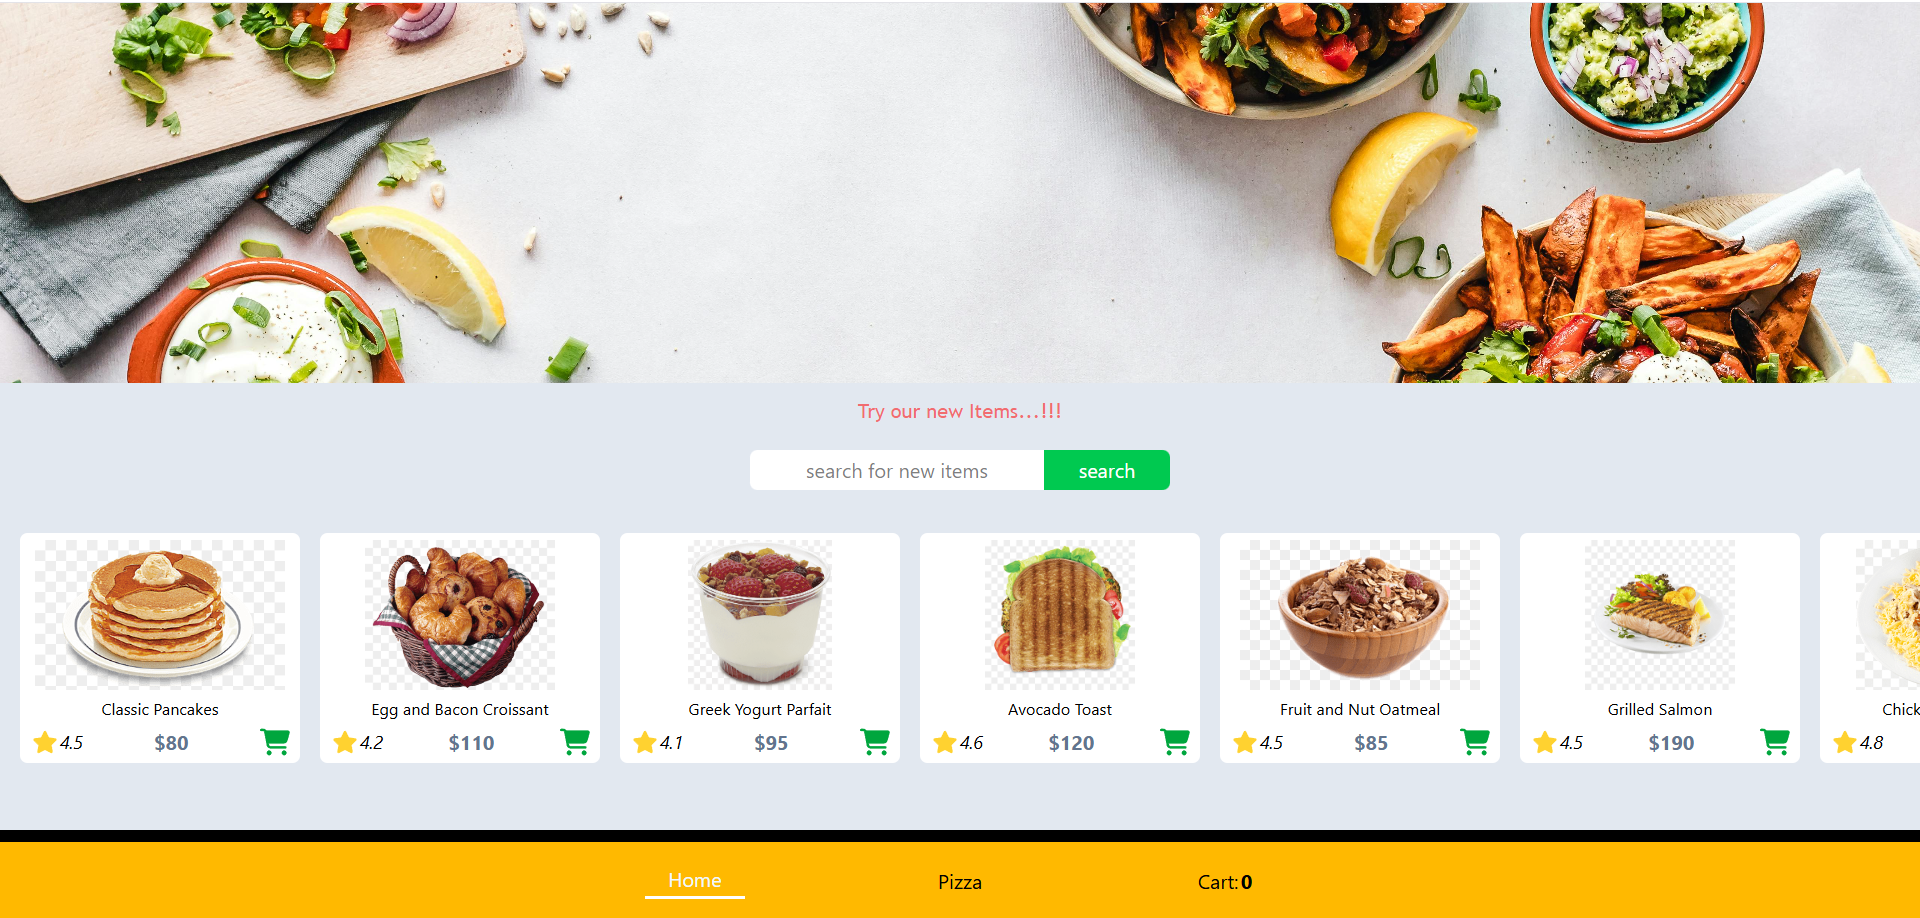 Try our new Items...!!!
search for new items
search
Classic Pancakes
4.5 $80
Egg and Bacon Croissant
4.2 $110
Greek Yogurt Parfait
4.1 $95
Avocado Toast
4.6 $120
Fruit and Nut Oatmeal
4.5 $85
Grilled Salmon
4.5 $190
Chick
4.8
Home
Pizza
Cart:0